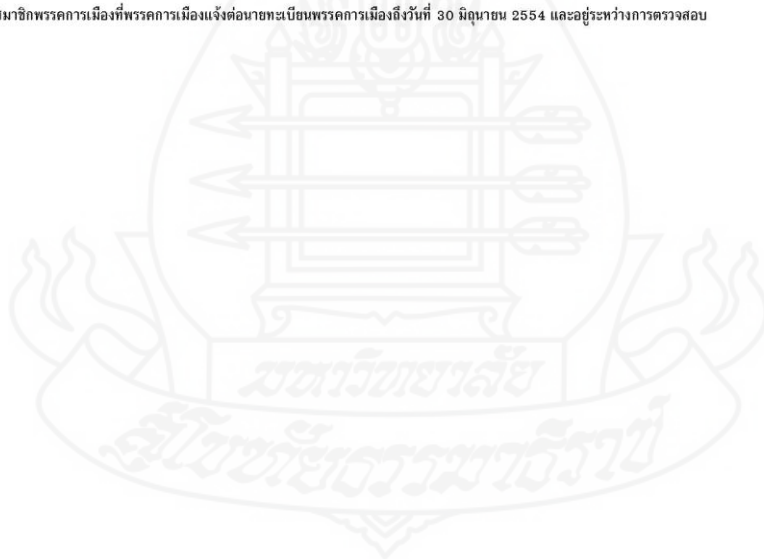 สมาชิกพรรคการเมืองที่พรรคการเมืองแจ้งต่อนายทะเบียนพรรคการเมืองถึงวันที่ 30 มิถุนายน 2554 และอยู่ระหว่างการตรวจสอบ
มหาวิทยาลัย
สุโขทัยธรรมาธิราช